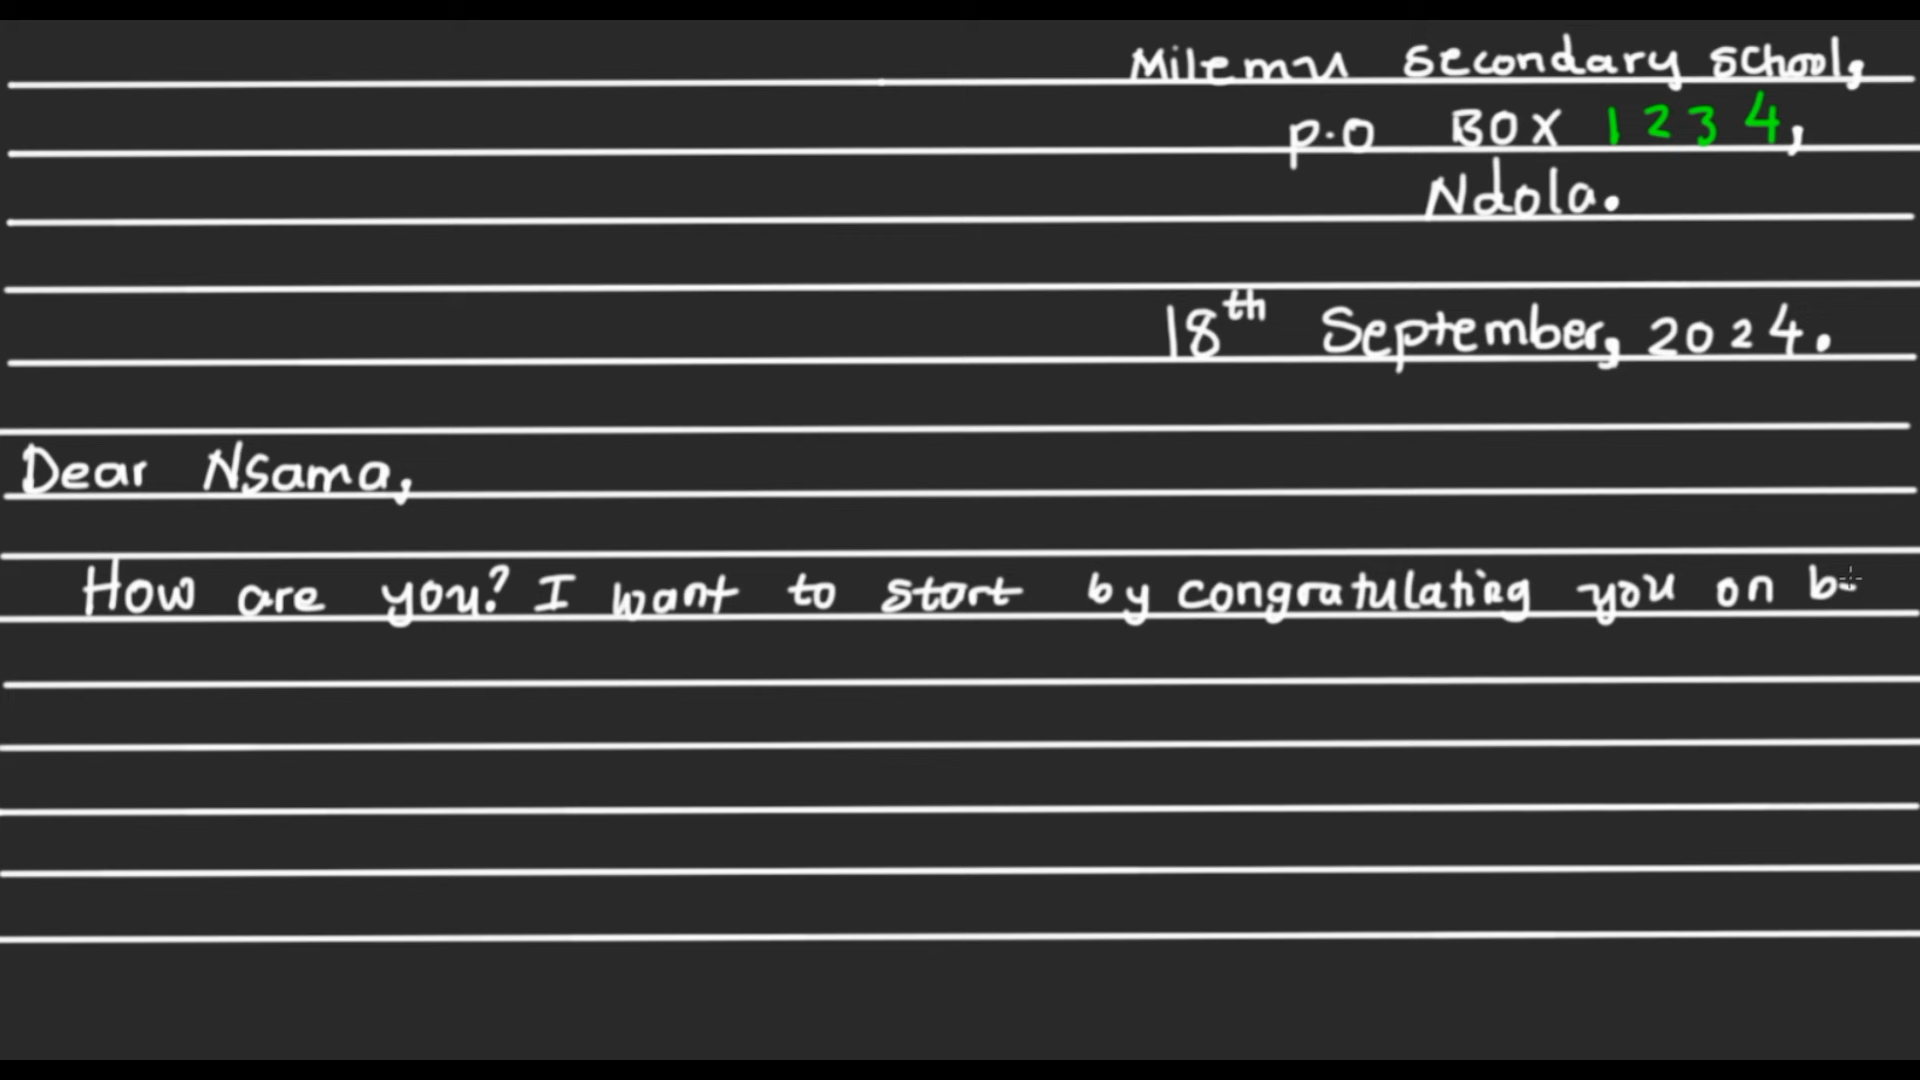 Milemas secondary school,
p.o BOX 1234,
Ndola.
18th September, 2024.
Dear Nsama,
How are you? I want to start by congratulating you on